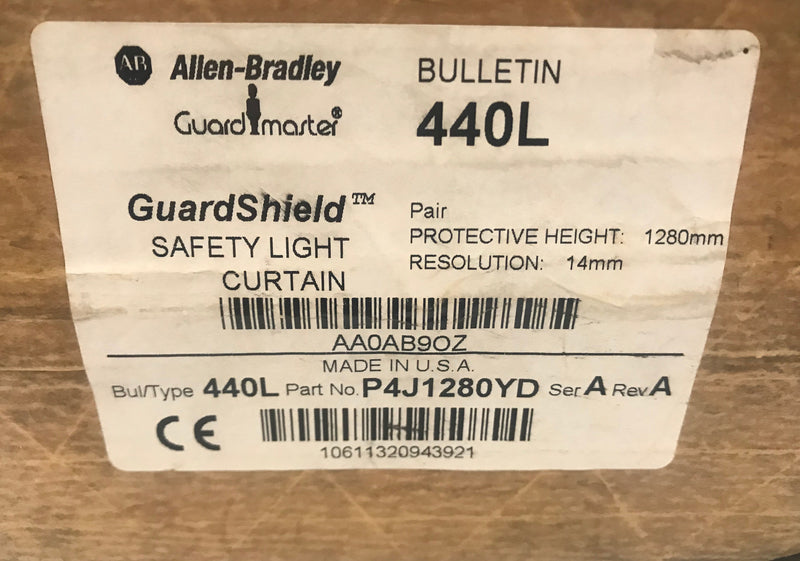 AB Allen-Bradley
Guardmaster®
BULLETIN
440L
GuardShield™
SAFETY LIGHT
CURTAIN
Pair
PROTECTIVE HEIGHT: 1280mm
RESOLUTION: 14mm
AA0AB9OZ
MADE IN U.S.A.
Bul/Type 440L Part No. P4J1280YD Ser A Rev A
CE
10611320943921